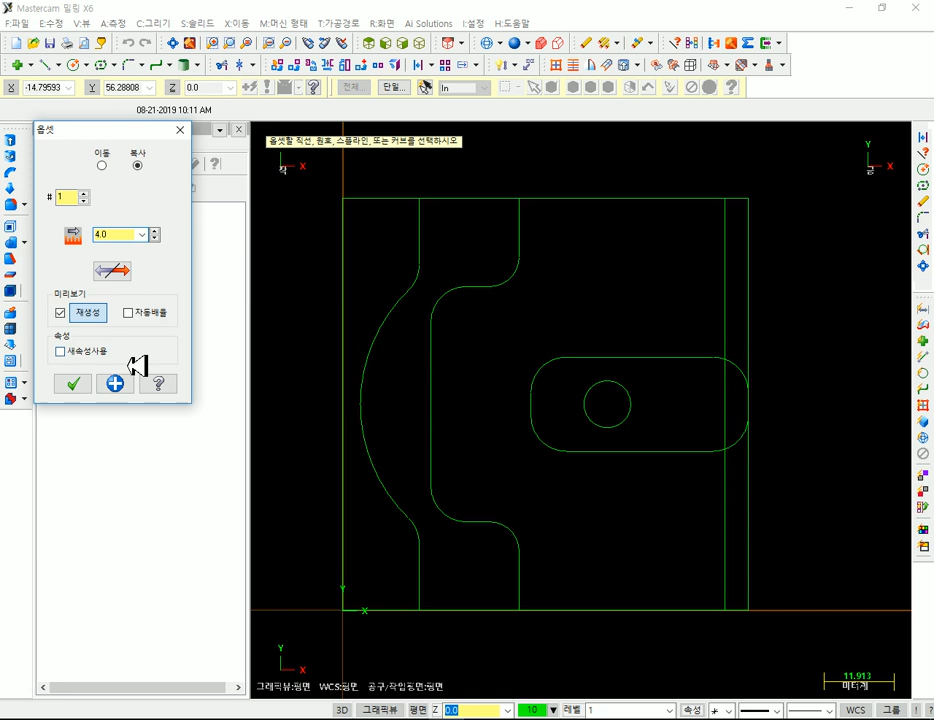 Mastercam 밀링 X6
F:파일 E:수정 V:뷰 A:측정 C:그리기 S:솔리드 X:이동 M:머신 형태 T:가공경로 R:화면 Ai Solutions I:설정 H:도움말
X -14.79593 Y 56.28808 Z 0.0 전체... 단일... In
08-21-2019 10:11 AM
옵셋
이동 복사
# 1
4.0
미리보기
재생성 자동배율
속성
새속성사용
옵셋할 직선, 원호, 스플라인, 또는 커브를 선택하시오
Y
X
Y
X
Y
X
Y
X
그래픽뷰:평면 WCS:평면 공구/작업평면:평면
11.913
미터계
3D 그래픽뷰 평면 Z 0.0 10 레벨 1 속성 WCS 그룹 ! ?